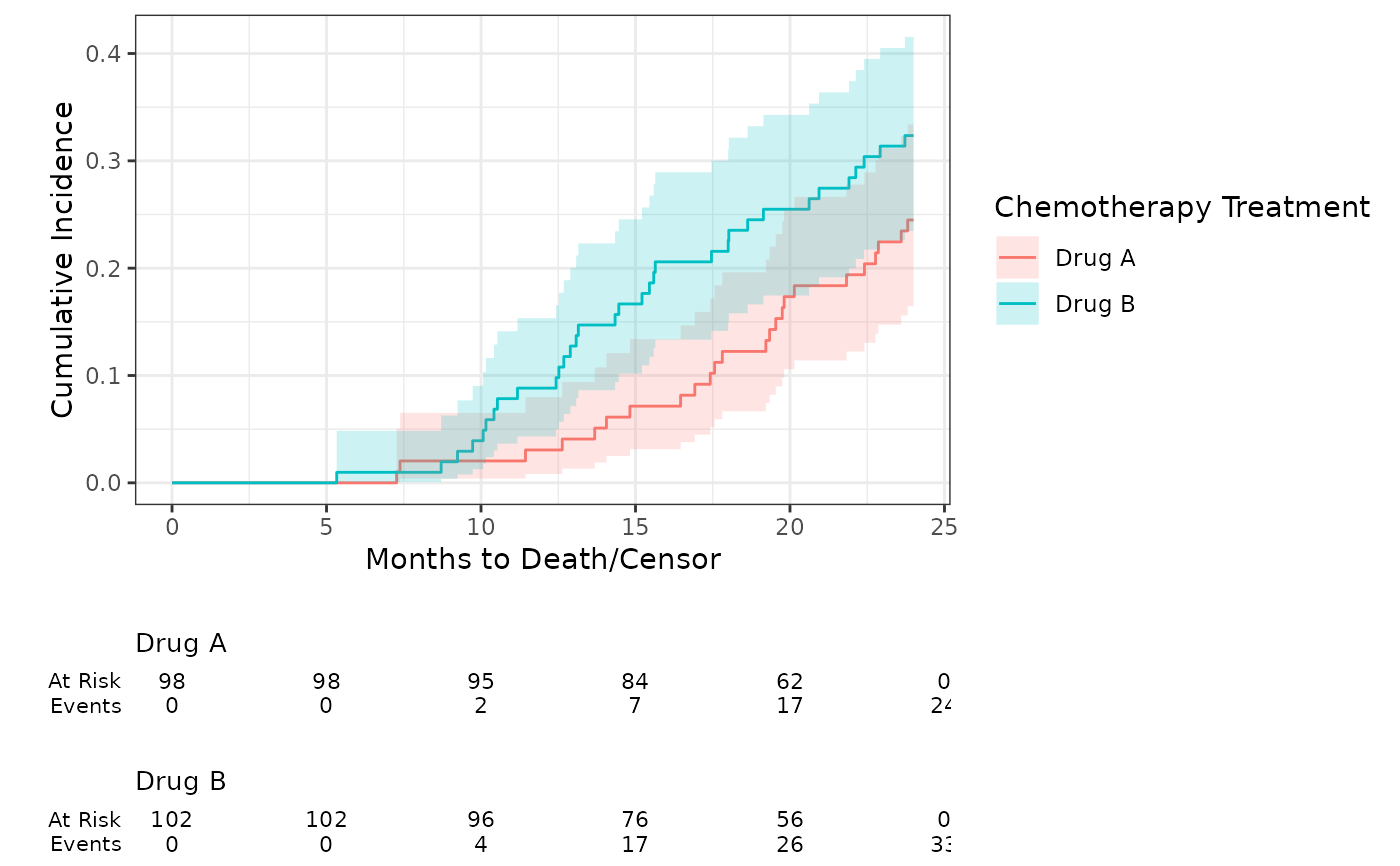 Cumulative Incidence
0.4
0.3
0.2
0.1
0.0
0 5 10 15 20 25
Months to Death/Censor
Chemotherapy Treatment
Drug A
Drug B
Drug A
At Risk 98 98 95 84 62 0
Events 0 0 2 7 17 24
Drug B
At Risk 102 102 96 76 56 0
Events 0 0 4 17 26 33